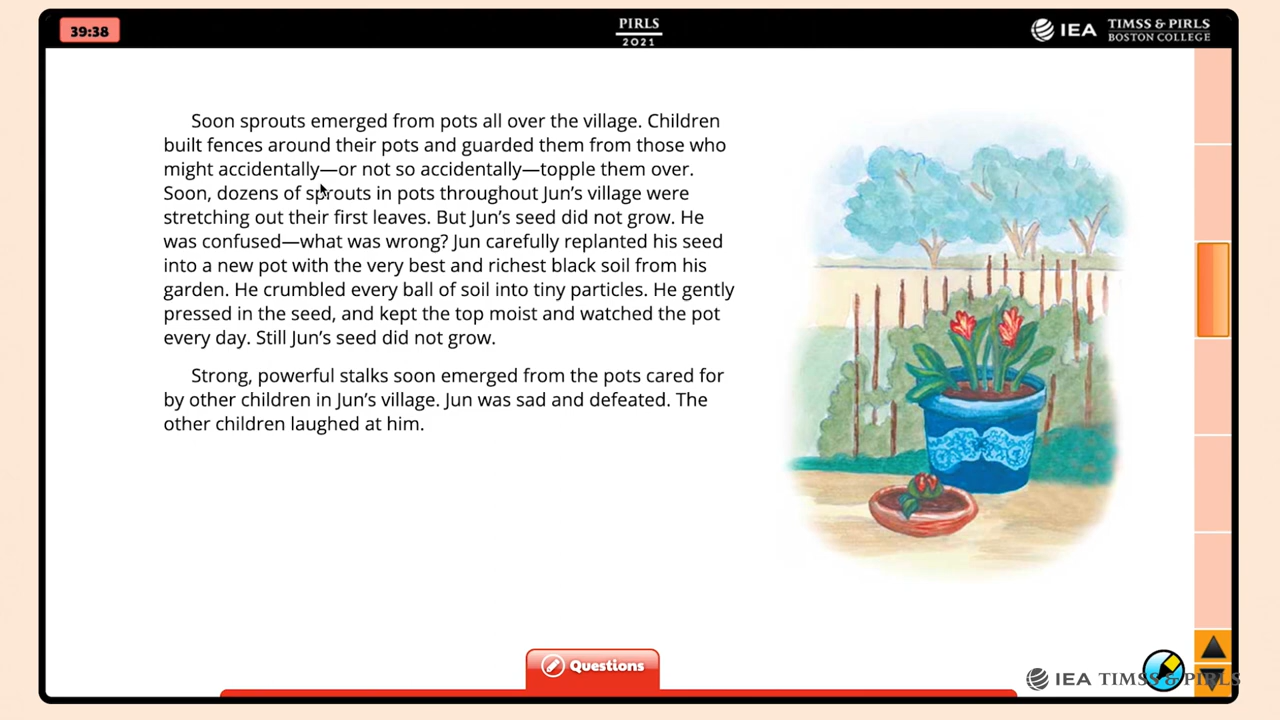 39:38
PIRLS
2021
IEA
TIMSS & PIRLS
BOSTON COLLEGE
Soon sprouts emerged from pots all over the village. Children
built fences around their pots and guarded them from those who
might accidentally—or not so accidentally—topple them over.
Soon, dozens of sprouts in pots throughout Jun’s village were
stretching out their first leaves. But Jun’s seed did not grow. He
was confused—what was wrong? Jun carefully replanted his seed
into a new pot with the very best and richest black soil from his
garden. He crumbled every ball of soil into tiny particles. He gently
pressed in the seed, and kept the top moist and watched the pot
every day. Still Jun’s seed did not grow.
Strong, powerful stalks soon emerged from the pots cared for
by other children in Jun’s village. Jun was sad and defeated. The
other children laughed at him.
Questions
IEA TIMSS & PIRLS